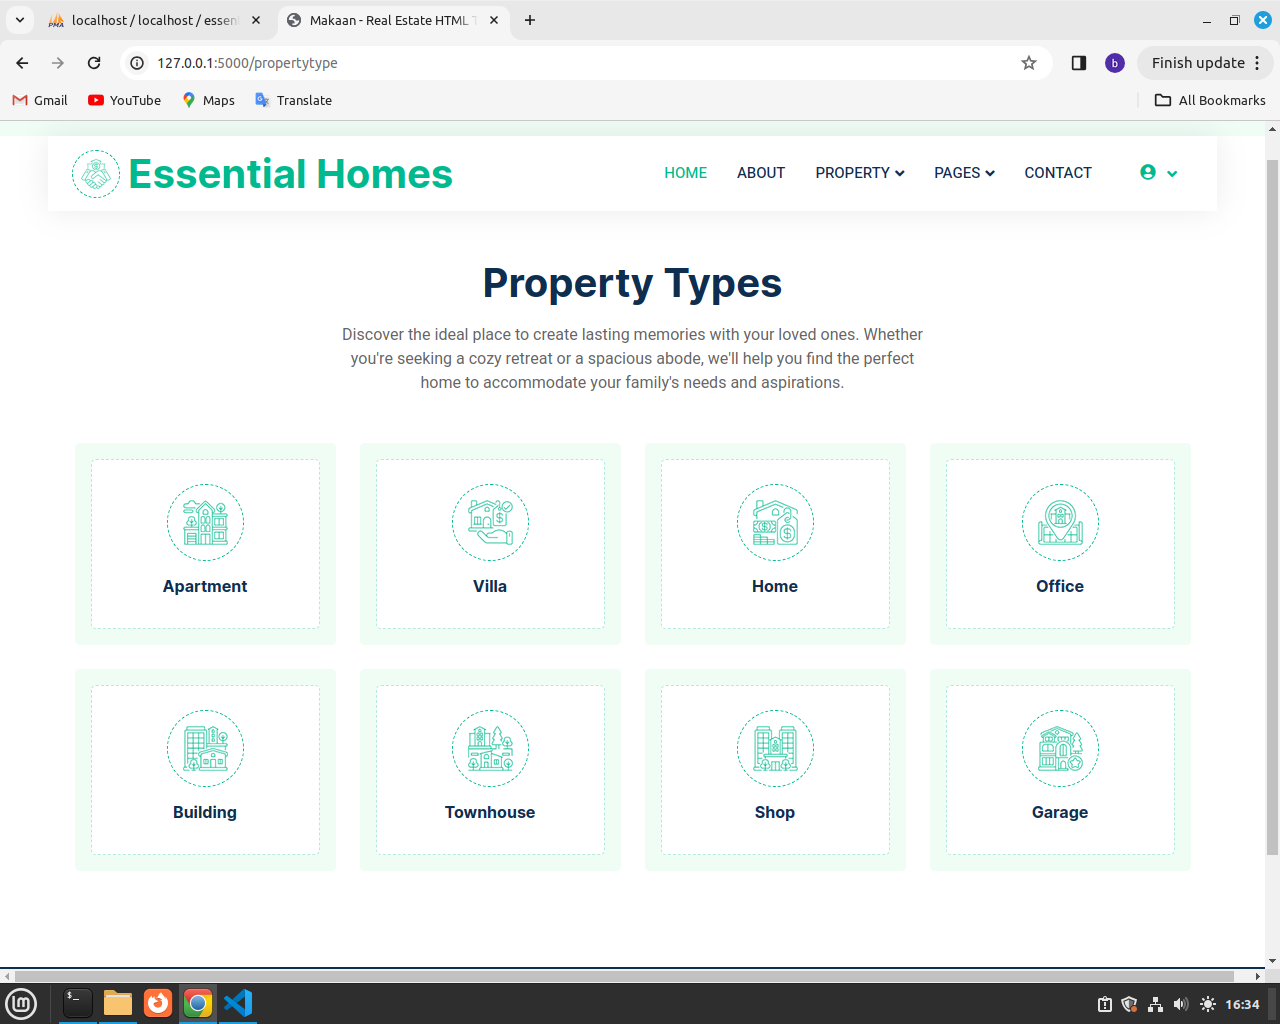 localhost / localhost / essen
Makaan - Real Estate HTML T
127.0.0.1:5000/propertytype
b
Finish update
Gmail
YouTube
Maps
Translate
All Bookmarks
Essential Homes
HOME
ABOUT
PROPERTY
PAGES
CONTACT
Property Types
Discover the ideal place to create lasting memories with your loved ones. Whether
you're seeking a cozy retreat or a spacious abode, we'll help you find the perfect
home to accommodate your family's needs and aspirations.
Apartment
Villa
Home
Office
Building
Townhouse
Shop
Garage
16:34